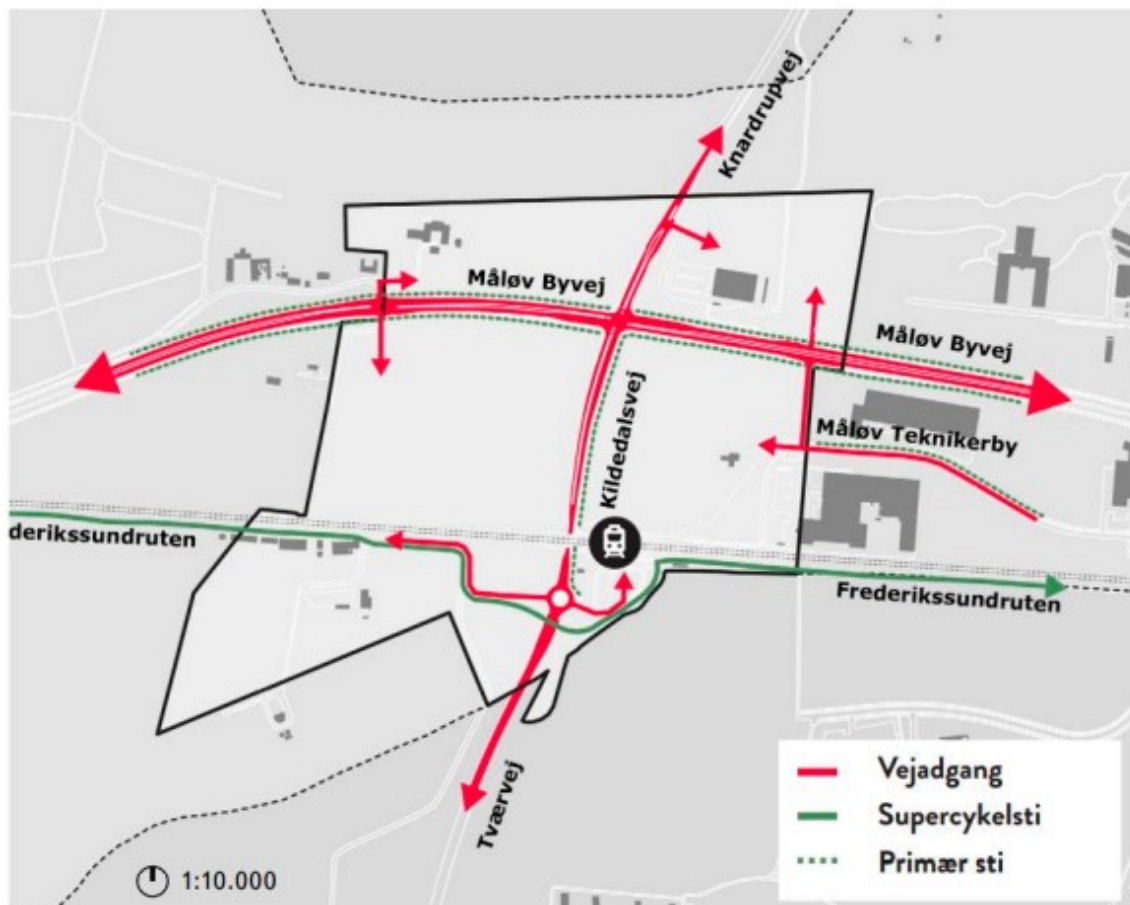 Knardrupvej
Måløv Byvej
Måløv Byvej
Kildedalsvej
Måløv Teknikerby
derikssundruten
Frederikssundruten
Tværvej
Vejadgang
Supercykelsti
Primær sti
1:10.000